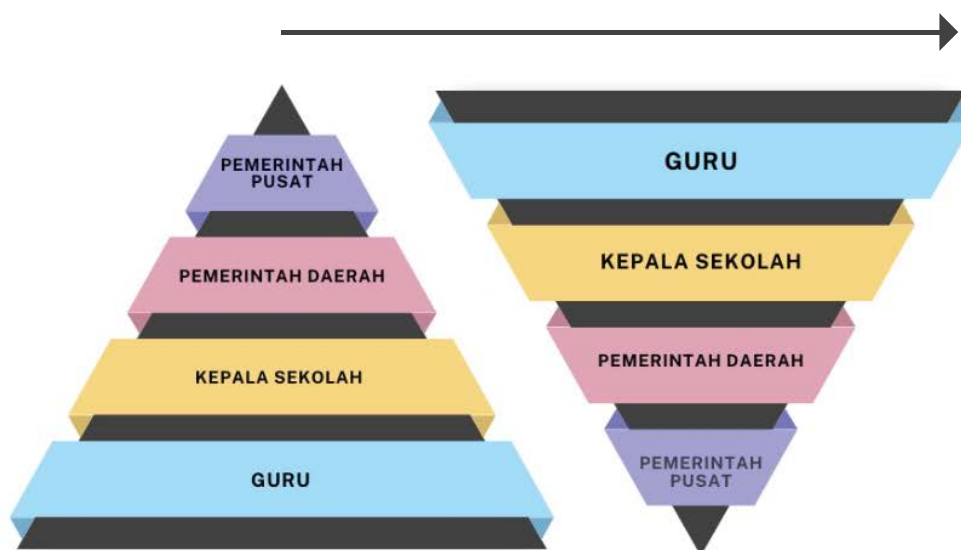 PEMERINTAH
PUSAT
PEMERINTAH DAERAH
KEPALA SEKOLAH
GURU
GURU
KEPALA SEKOLAH
PEMERINTAH DAERAH
PEMERINTAH
PUSAT